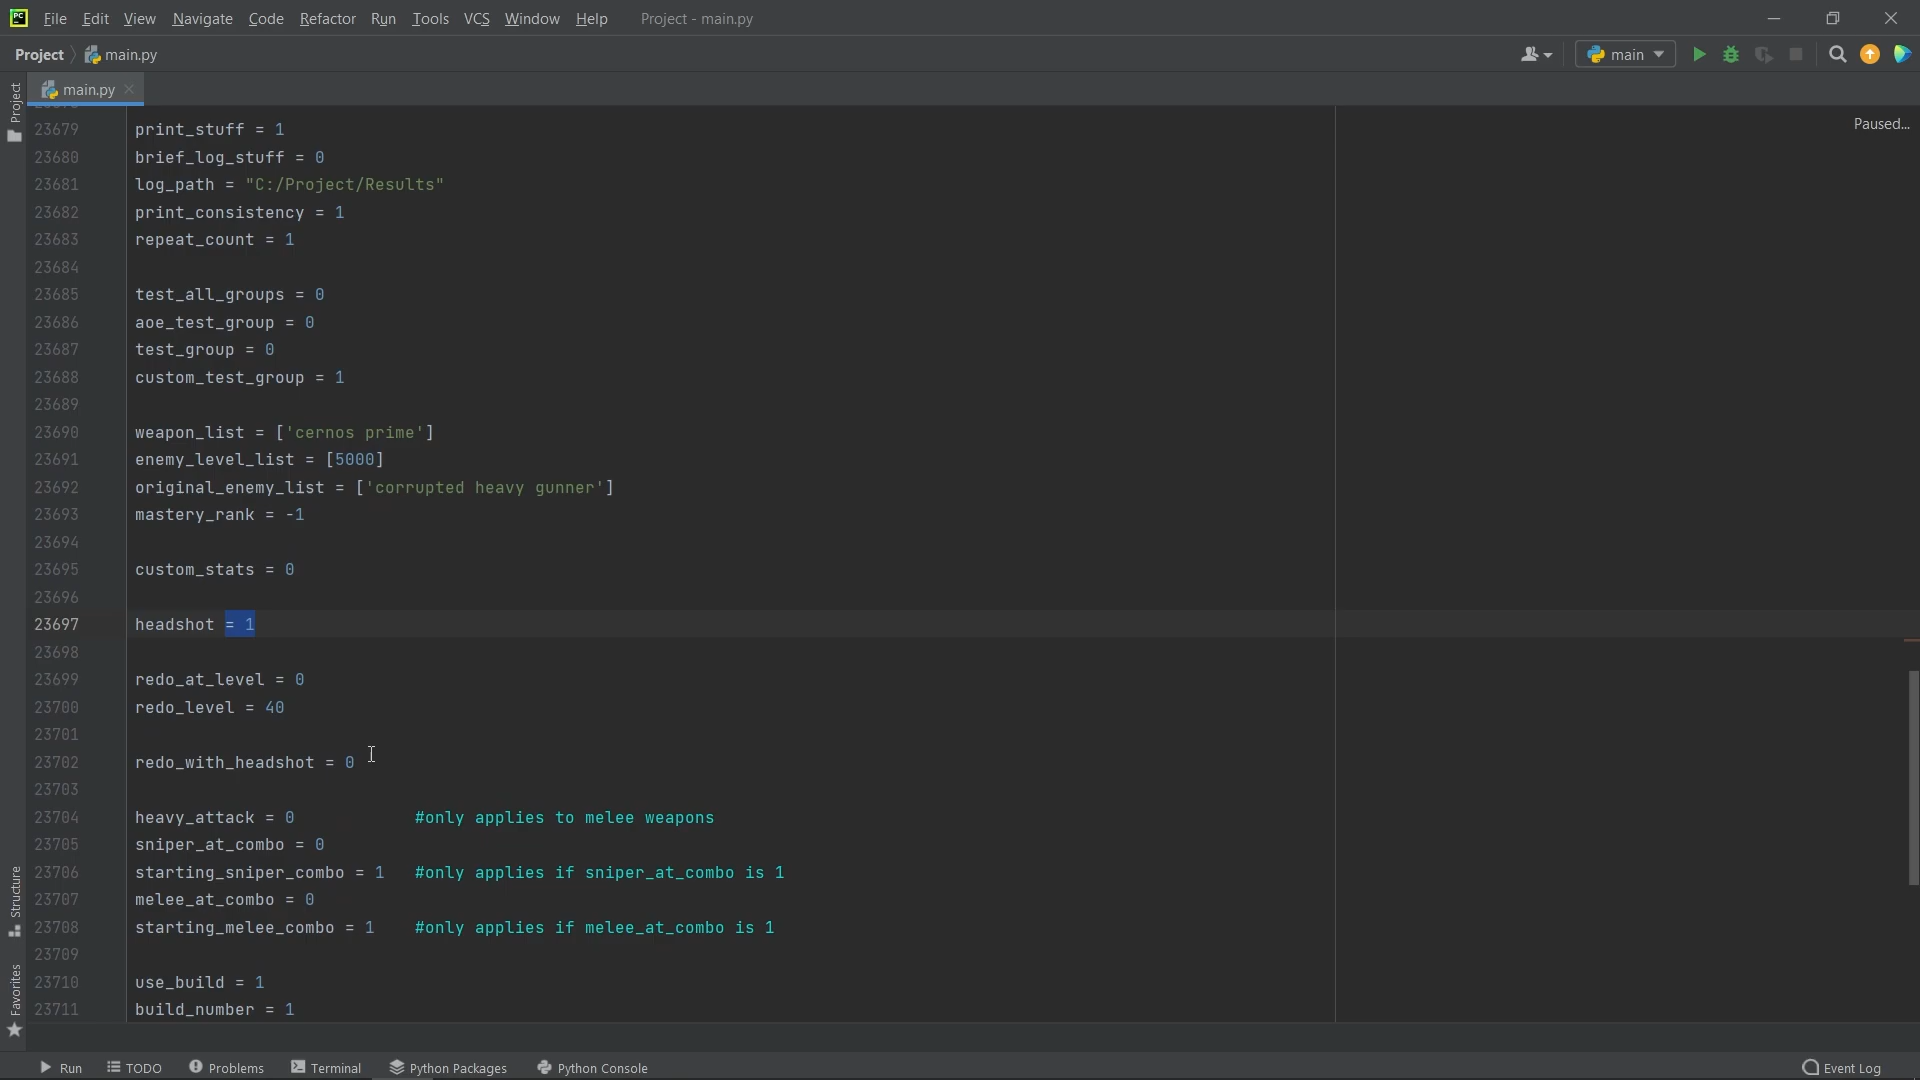 File Edit View Navigate Code Refactor Run Tools VCS Window Help Project - main.py
Project main.py main
main.py
Project
Paused...
23679 print_stuff = 1
23680 brief_log_stuff = 0
23681 log_path = "C:/Project/Results"
23682 print_consistency = 1
23683 repeat_count = 1
23684
23685 test_all_groups = 0
23686 aoe_test_group = 0
23687 test_group = 0
23688 custom_test_group = 1
23689
23690 weapon_list = ['cernos prime']
23691 enemy_level_list = [5000]
23692 original_enemy_list = ['corrupted heavy gunner']
23693 mastery_rank = -1
23694
23695 custom_stats = 0
23696
23697 headshot = 1
23698
23699 redo_at_level = 0
23700 redo_level = 40
23701
23702 redo_with_headshot = 0
23703
23704 heavy_attack = 0 #only applies to melee weapons
23705 sniper_at_combo = 0
23706 starting_sniper_combo = 1 #only applies if sniper_at_combo is 1
23707 melee_at_combo = 0
23708 starting_melee_combo = 1 #only applies if melee_at_combo is 1
23709
23710 use_build = 1
23711 build_number = 1
Structure
Favorites
Run TODO Problems Terminal Python Packages Python Console Event Log